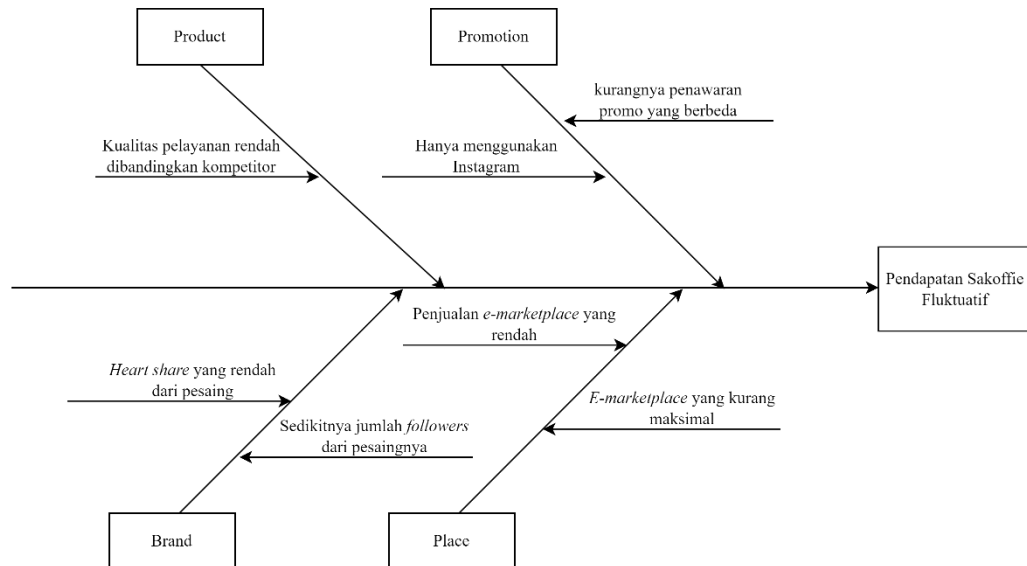 Product
Promotion
kurangnya penawaran
promo yang berbeda
Kualitas pelayanan rendah
dibandingkan kompetitor
Hanya menggunakan
Instagram
Pendapatan Sakoffie
Fluktuatif
Penjualan e-marketplace yang
rendah
Heart share yang rendah
dari pesaing
E-marketplace yang kurang
maksimal
Sedikitnya jumlah followers
dari pesaingnya
Brand
Place